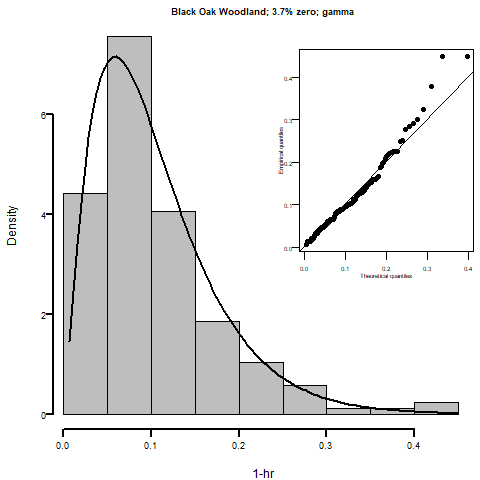 Black Oak Woodland; 3.7% zero; gamma
Density
0
2
4
6
0.0 0.1 0.2 0.3 0.4
1-hr
Empirical quantiles
0.0
0.1
0.2
0.3
0.4
0.0 0.1 0.2 0.3 0.4
Theoretical quantiles